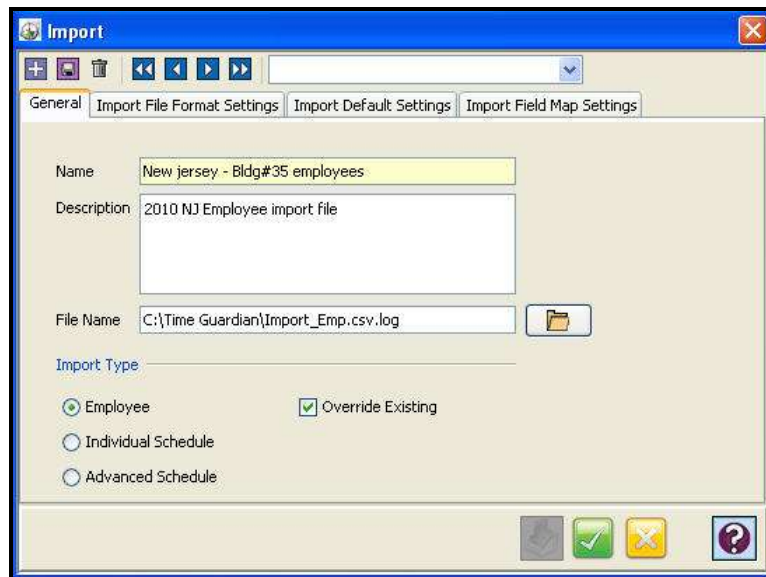 Import
General Import File Format Settings Import Default Settings Import Field Map Settings
Name New jersey - Bldg#35 employees
Description 2010 NJ Employee import file
File Name C:\Time Guardian\Import_Emp.csv.log
Import Type
Employee Override Existing
Individual Schedule
Advanced Schedule
?